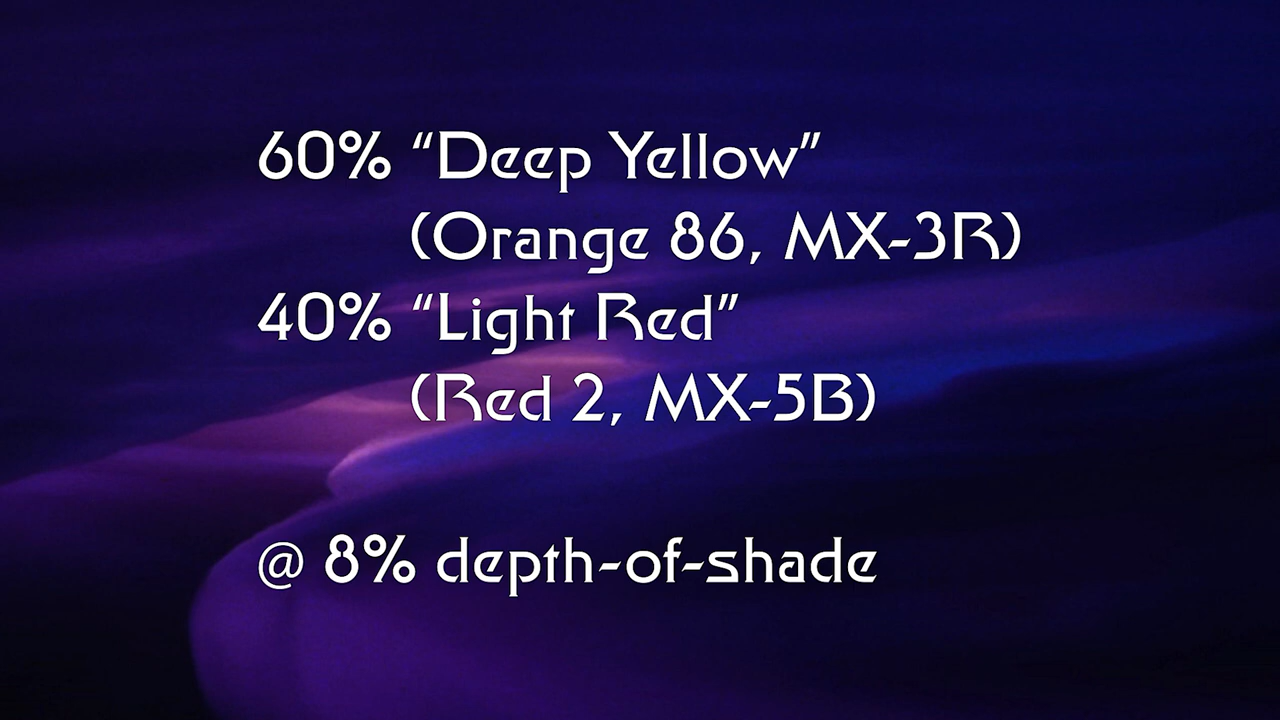 60% “Deep Yellow”
(Orange 86, MX-3R)
40% “Light Red”
(Red 2, MX-5B)
@ 8% depth-of-shade